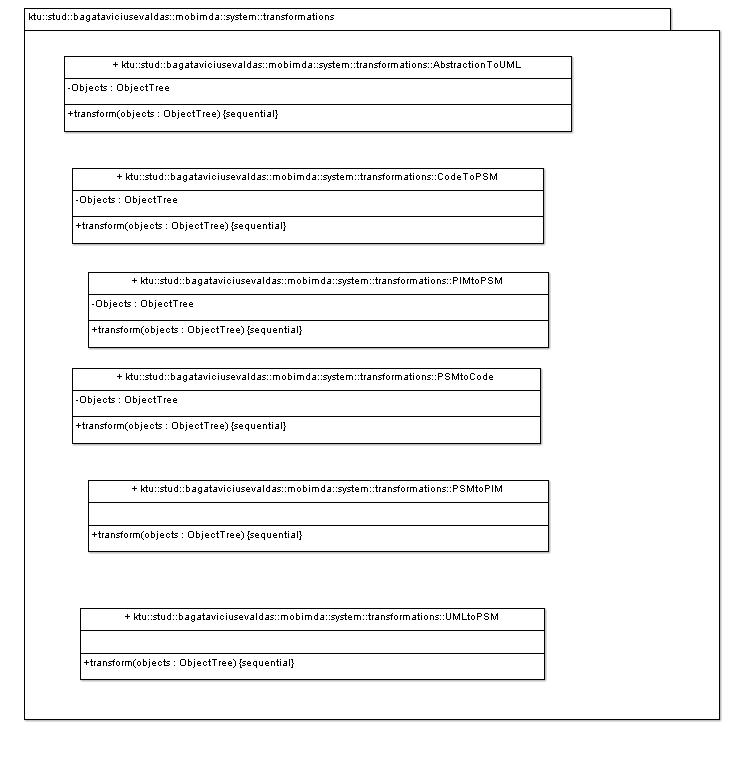 ktu::stud::bagataviciusevaldas::mobimda::system::transformations
+ ktu::stud::bagataviciusevaldas::mobimda::system::transformations::AbstractionToUML
-Objects : ObjectTree
+transform(objects : ObjectTree) {sequential}
+ ktu::stud::bagataviciusevaldas::mobimda::system::transformations::CodeToPSM
-Objects : ObjectTree
+transform(objects : ObjectTree) {sequential}
+ ktu::stud::bagataviciusevaldas::mobimda::system::transformations::PIMtoPSM
-Objects : ObjectTree
+transform(objects : ObjectTree) {sequential}
+ ktu::stud::bagataviciusevaldas::mobimda::system::transformations::PSMtoCode
-Objects : ObjectTree
+transform(objects : ObjectTree) {sequential}
+ ktu::stud::bagataviciusevaldas::mobimda::system::transformations::PSMtoPIM
+transform(objects : ObjectTree) {sequential}
+ ktu::stud::bagataviciusevaldas::mobimda::system::transformations::UMLtoPSM
+transform(objects : ObjectTree) {sequential}